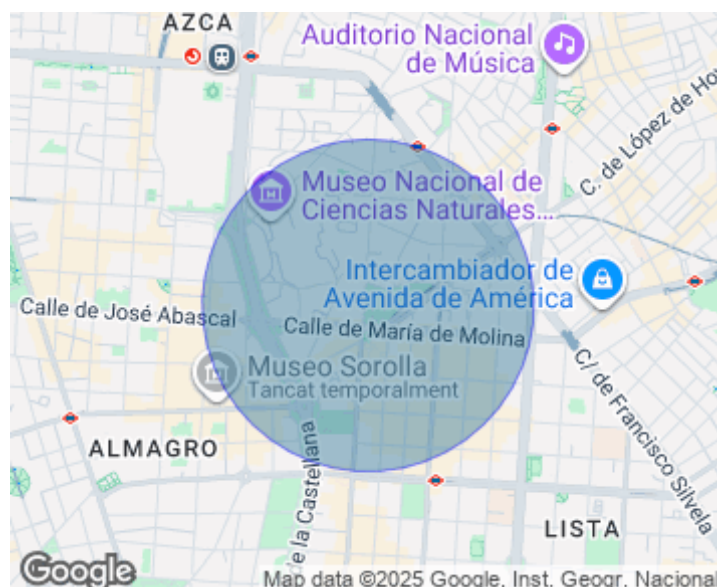 AZCA
Auditorio Nacional
de Música
C. de López de Ho
Museo Nacional de
Ciencias Naturales...
Intercambiador de
Avenida de América
Calle de José Abascal
Calle de María de Molina
Museo Sorolla
Tancat temporalment
ALMAGRO
de la Castellana
C/ de Francisco Silvela
LISTA
Google
Map data ©2025 Google, Inst. Geogr. Nacional